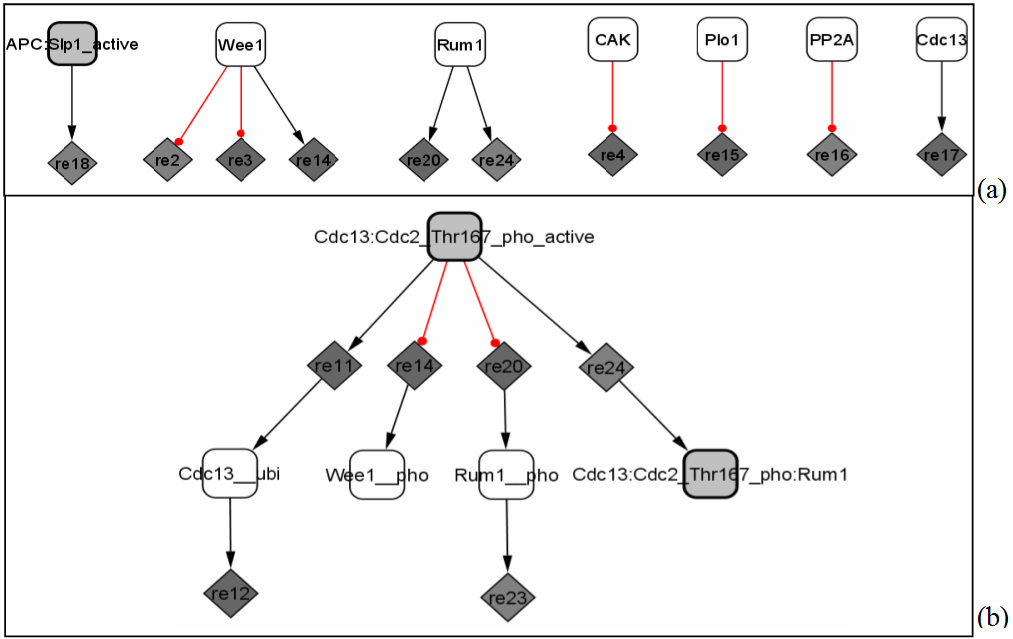 APC:Slp1_active Wee1 Rum1 CAK Plo1 PP2A Cdc13
re18 re2 re3 re14 re20 re24 re4 re15 re16 re17
(a)
Cdc13:Cdc2_Thr167_pho_active
re11 re14 re20 re24
Cdc13__ubi Wee1__pho Rum1__pho Cdc13:Cdc2_Thr167_pho:Rum1
re12 re23
(b)